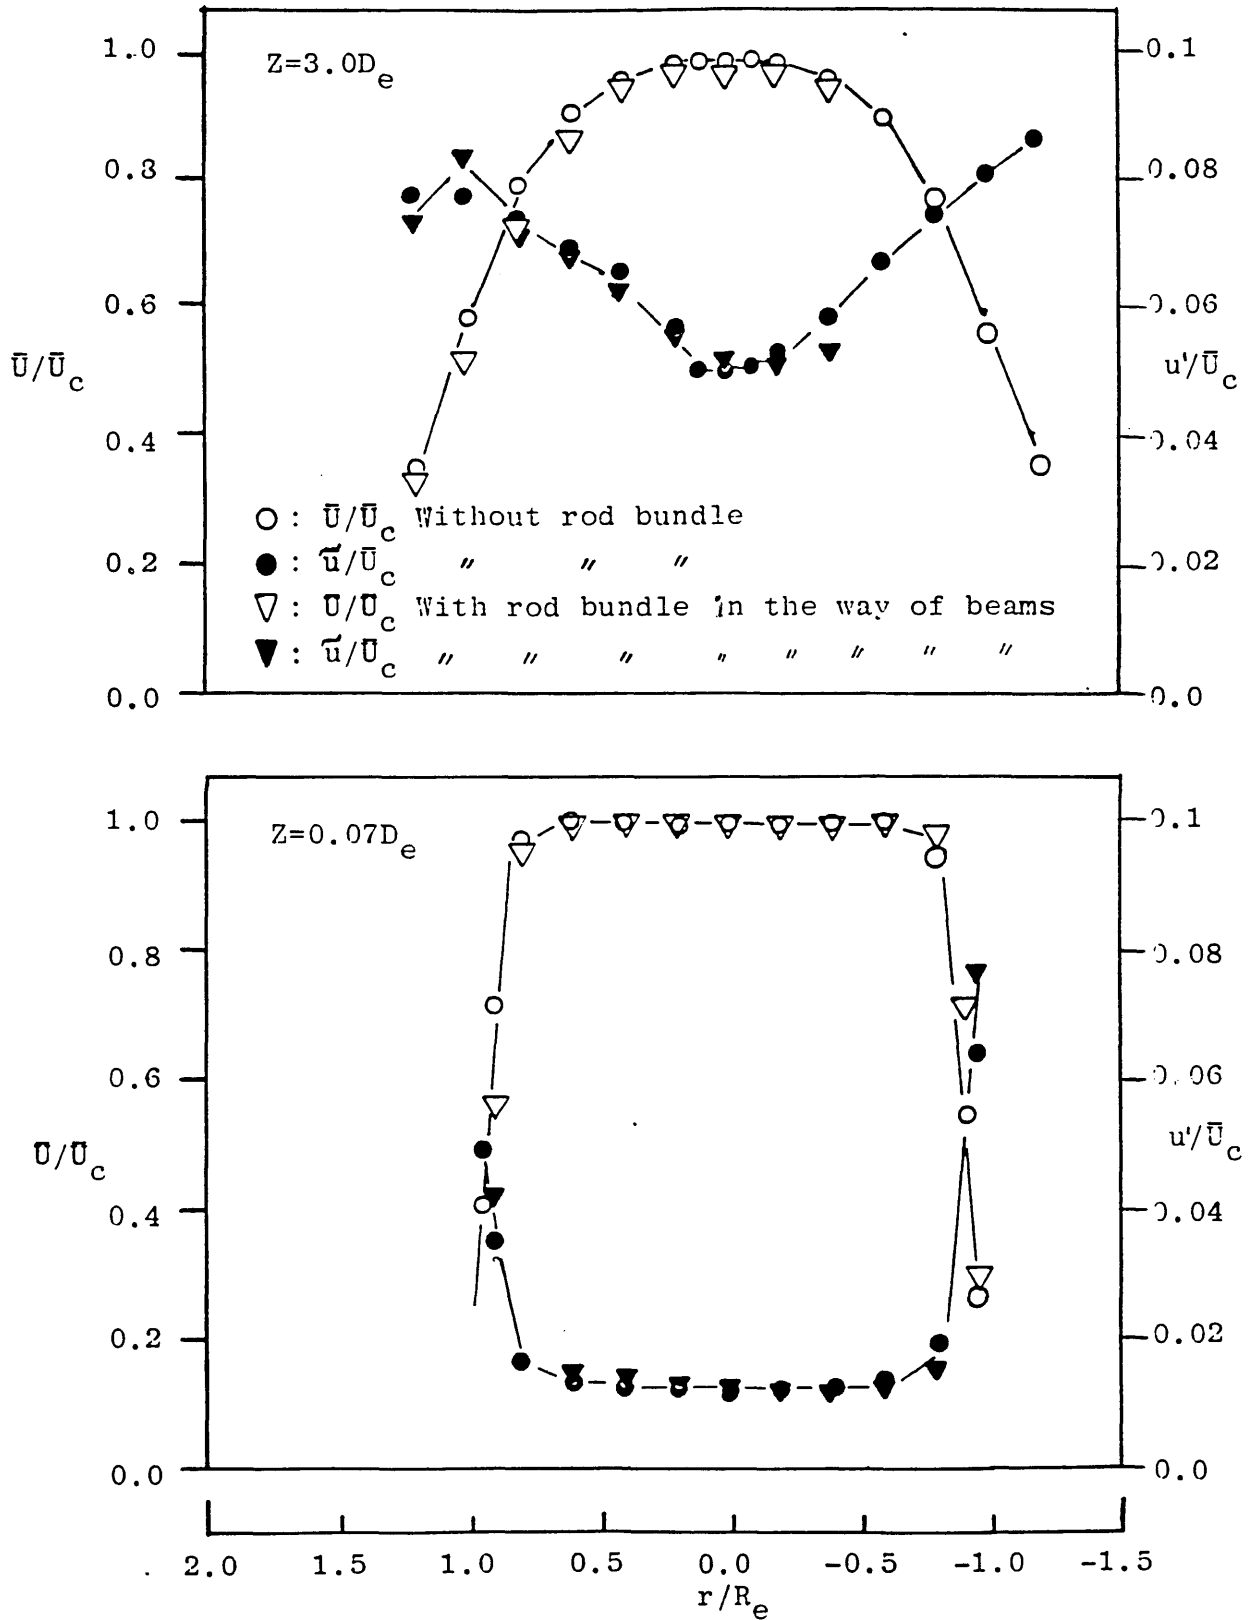 1.0
0.8
0.6
0.4
0.2
0.0
Ū/Ūc
Z=3.0De
○ : Ū/Ūc Without rod bundle
● : ũ/Ūc " " "
▽ : Ū/Ūc With rod bundle in the way of beams
▼ : ũ/Ūc " " " " " " " "
0.1
0.08
0.06
0.04
0.02
0.0
u'/Ūc
1.0
0.8
0.6
0.4
0.2
0.0
Ū/Ūc
Z=0.07De
0.1
0.08
0.06
0.04
0.02
0.0
u'/Ūc
2.0 1.5 1.0 0.5 0.0 -0.5 -1.0 -1.5
r/Re